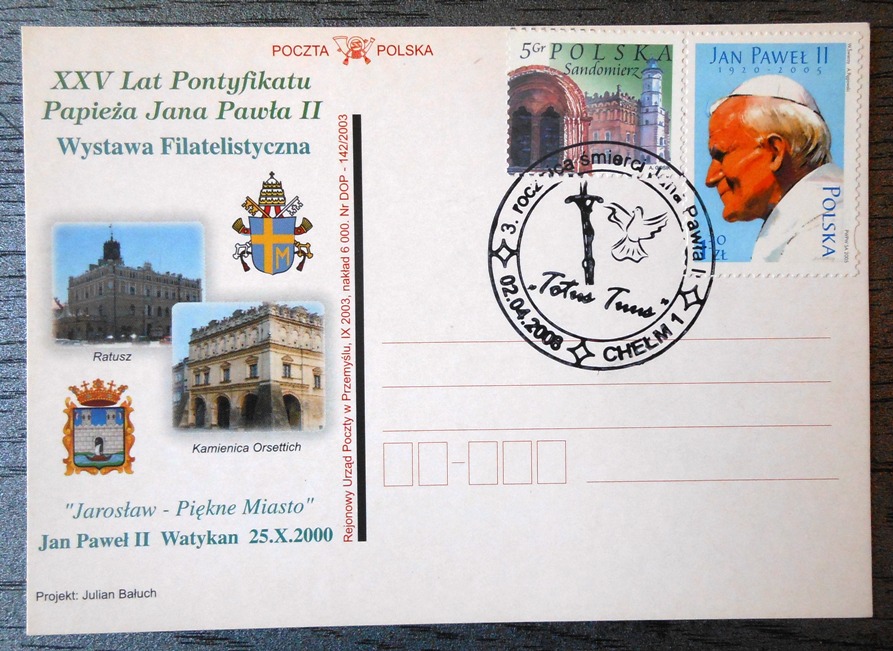 POCZTA POLSKA
XXV Lat Pontyfikatu
Papieża Jana Pawła II
Wystawa Filatelistyczna
M
Ratusz
Kamienica Orsettich
"Jarosław - Piękne Miasto"
Jan Paweł II Watykan 25.X.2000
Projekt: Julian Bałuch
Rejonowy Urząd Poczty w Przemyślu, IX 2003, nakład 6 000. Nr DOP - 142/2003
5 Gr POLSKA
Sandomierz
JAN PAWEŁ II
1920-2005
POLSKA
zł
3. śmierci Jana Pawła
„Totus Tuus”
02.04.2008
CHEŁM 1